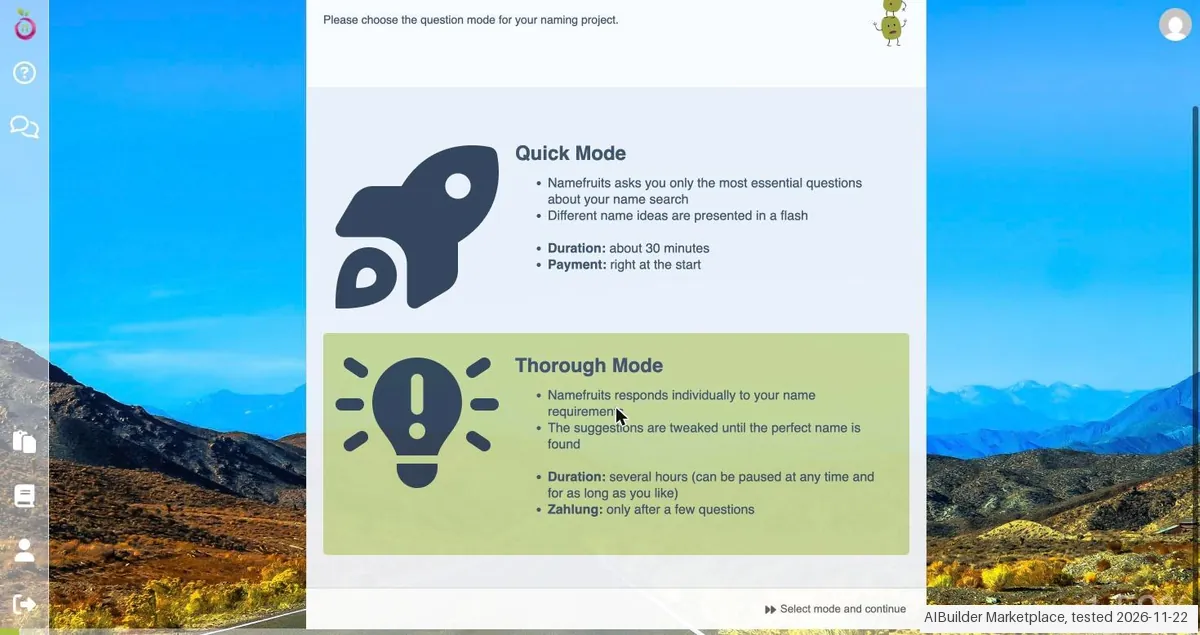 Please choose the question mode for your naming project.
Quick Mode
• Namefruits asks you only the most essential questions
about your name search
• Different name ideas are presented in a flash
• Duration: about 30 minutes
• Payment: right at the start
Thorough Mode
• Namefruits responds individually to your name
requirements
• The suggestions are tweaked until the perfect name is
found
• Duration: several hours (can be paused at any time and
for as long as you like)
• Zahlung: only after a few questions
Select mode and continue
AIBuilder Marketplace, tested 2026-11-22